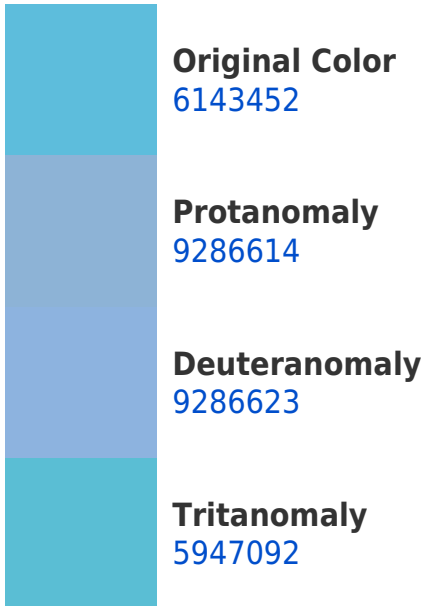 Original Color
6143452
Protanomaly
9286614
Deuteranomaly
9286623
Tritanomaly
5947092